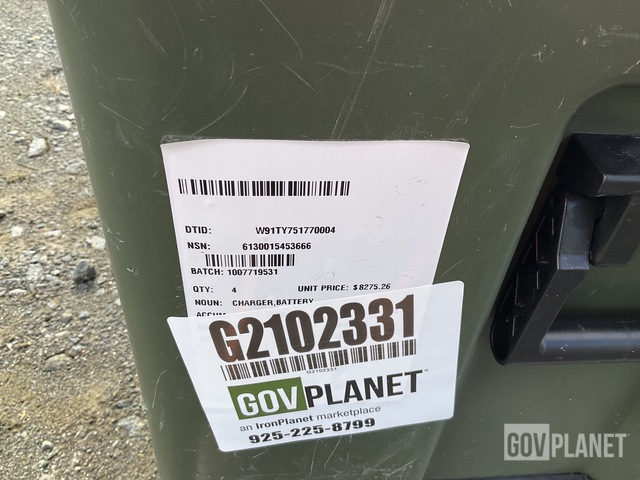 DTID: W91TY751770004
NSN: 6130015453666
BATCH: 1007719531
QTY: 4 UNIT PRICE: $8275.26
NOUN: CHARGER,BATTERY
ACCUM
G2102331
G2102331
GOVPLANET
an IronPlanet marketplace
925-225-8799
GOVPLANET